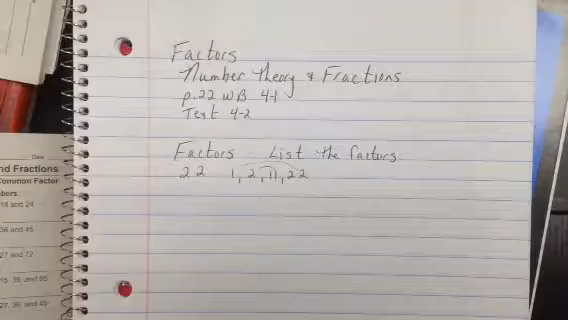 Factors
Number Theory & Fractions
p.22 WB 4-1
Text 4-2
Factors List the factors
22 1, 2, 11, 22
Date
nd Fractions
ommon Factor
bers.
18 and 24
36 and 45
27 and 72
15, 35, and 95
27, 36, and 45